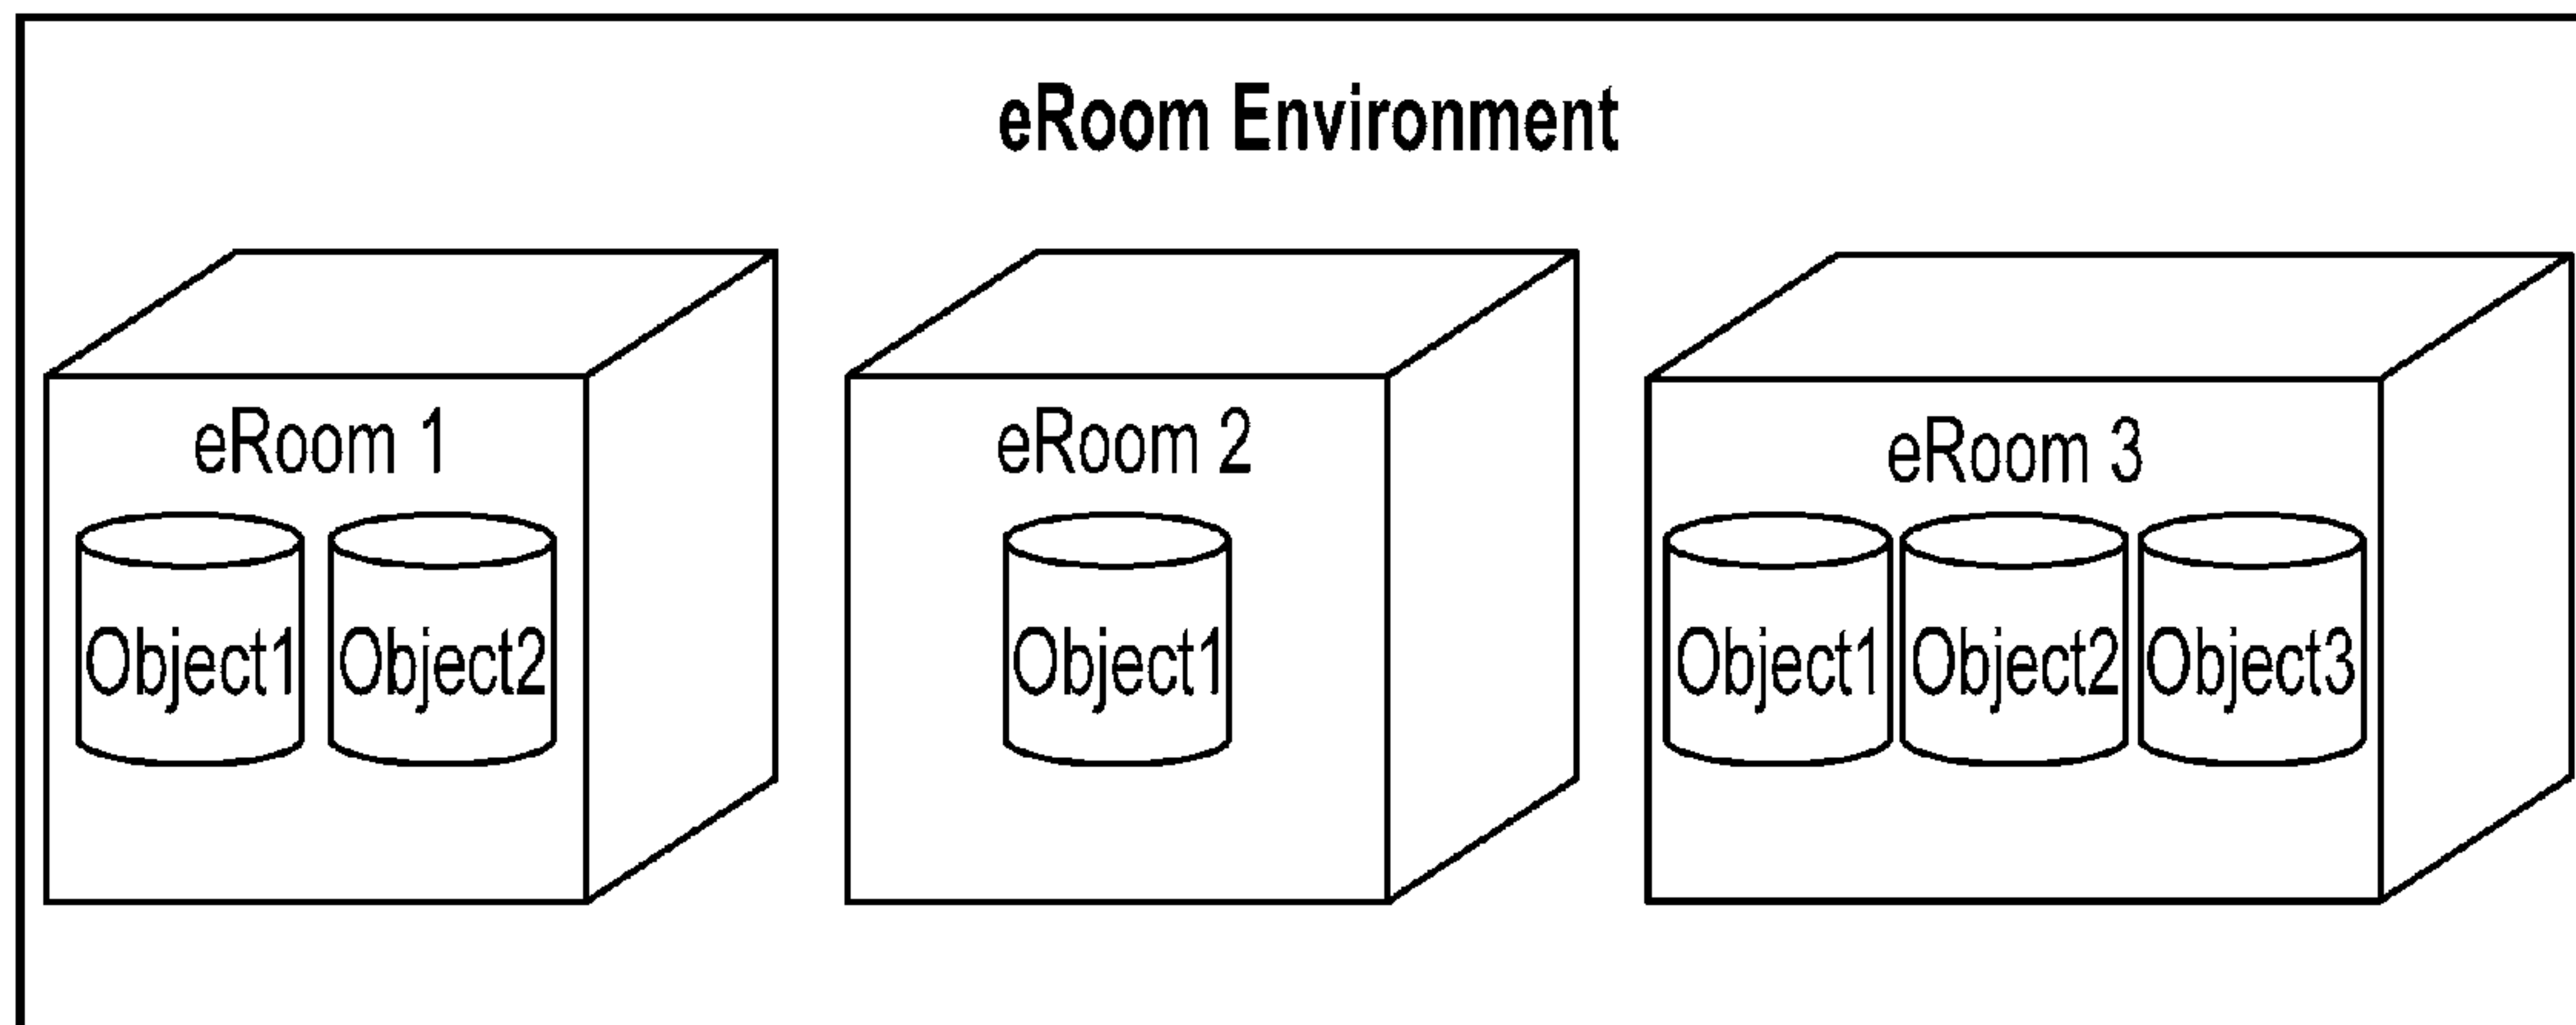 eRoom Environment
eRoom 1
Object1 Object2
eRoom 2
Object1
eRoom 3
Object1 Object2 Object3